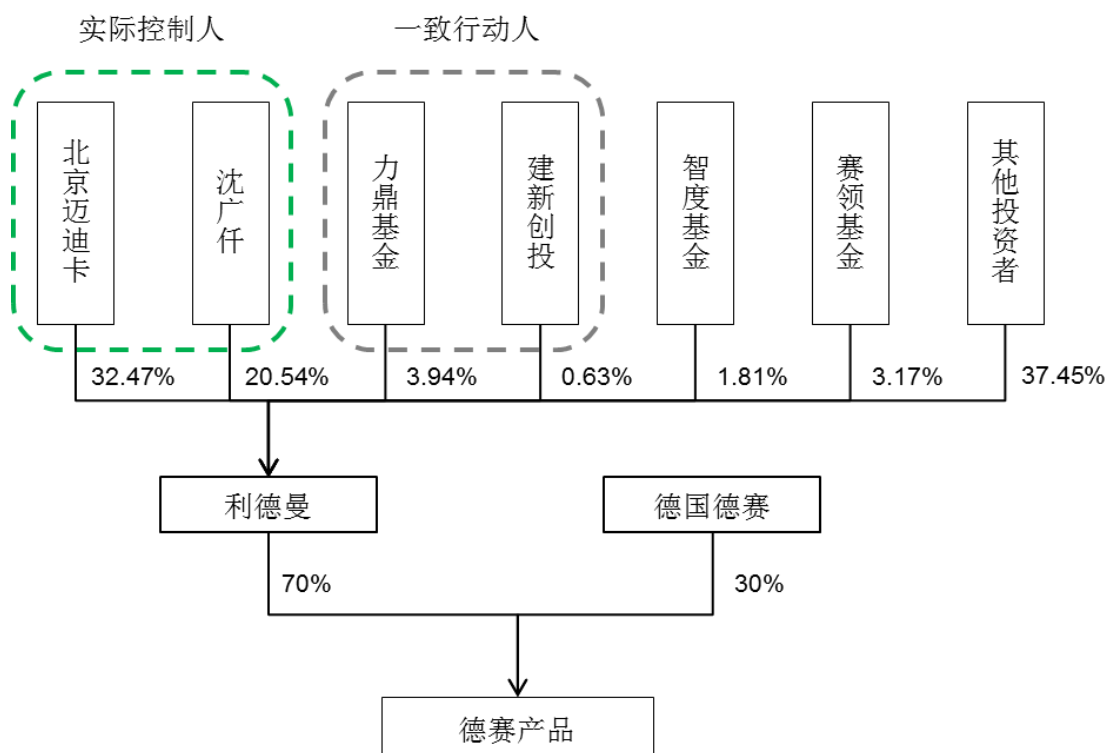 实际控制人
一致行动人
北京迈迪卡
沈广仟
力鼎基金
建新创投
智度基金
赛领基金
其他投资者
32.47%
20.54%
3.94%
0.63%
1.81%
3.17%
37.45%
利德曼
德国德赛
70%
30%
德赛产品